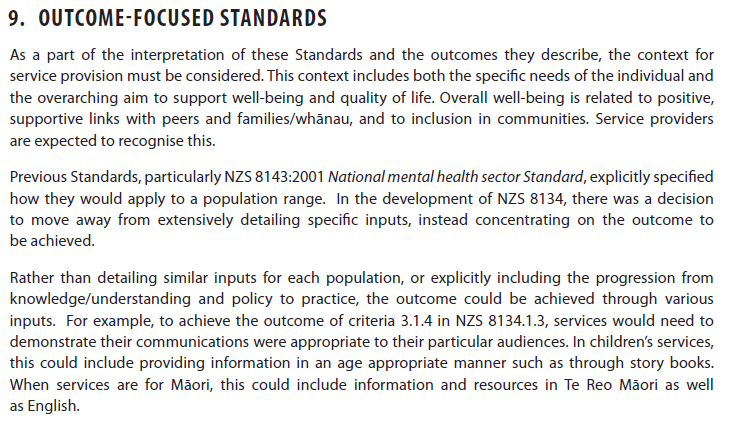 9. OUTCOME-FOCUSED STANDARDS
As a part of the interpretation of these Standards and the outcomes they describe, the context for
service provision must be considered. This context includes both the specific needs of the individual and
the overarching aim to support well-being and quality of life. Overall well-being is related to positive,
supportive links with peers and families/whānau, and to inclusion in communities. Service providers
are expected to recognise this.
Previous Standards, particularly NZS 8143:2001 National mental health sector Standard, explicitly specified
how they would apply to a population range. In the development of NZS 8134, there was a decision
to move away from extensively detailing specific inputs, instead concentrating on the outcome to
be achieved.
Rather than detailing similar inputs for each population, or explicitly including the progression from
knowledge/understanding and policy to practice, the outcome could be achieved through various
inputs. For example, to achieve the outcome of criteria 3.1.4 in NZS 8134.1.3, services would need to
demonstrate their communications were appropriate to their particular audiences. In children’s services,
this could include providing information in an age appropriate manner such as through story books.
When services are for Māori, this could include information and resources in Te Reo Māori as well
as English.